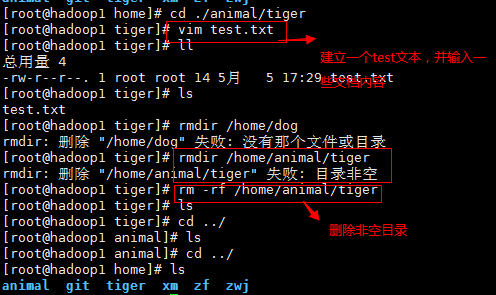 animal git tiger xm zf zwj
[root@hadoop1 home]# cd ./animal/tiger
[root@hadoop1 tiger]# vim test.txt
[root@hadoop1 tiger]# ll
总用量 4
-rw-r--r--. 1 root root 14 5月 5 17:29 test.txt
[root@hadoop1 tiger]# ls
test.txt
建立一个test文本，并输入一
些文档内容
[root@hadoop1 tiger]# rmdir /home/dog
rmdir: 删除 "/home/dog" 失败: 没有那个文件或目录
[root@hadoop1 tiger]# rmdir /home/animal/tiger
rmdir: 删除 "/home/animal/tiger" 失败: 目录非空
[root@hadoop1 tiger]# rm -rf /home/animal/tiger
[root@hadoop1 tiger]# ls
[root@hadoop1 tiger]# cd ../
删除非空目录
[root@hadoop1 animal]# ls
[root@hadoop1 animal]# cd ../
[root@hadoop1 home]# ls
animal git tiger xm zf zwj